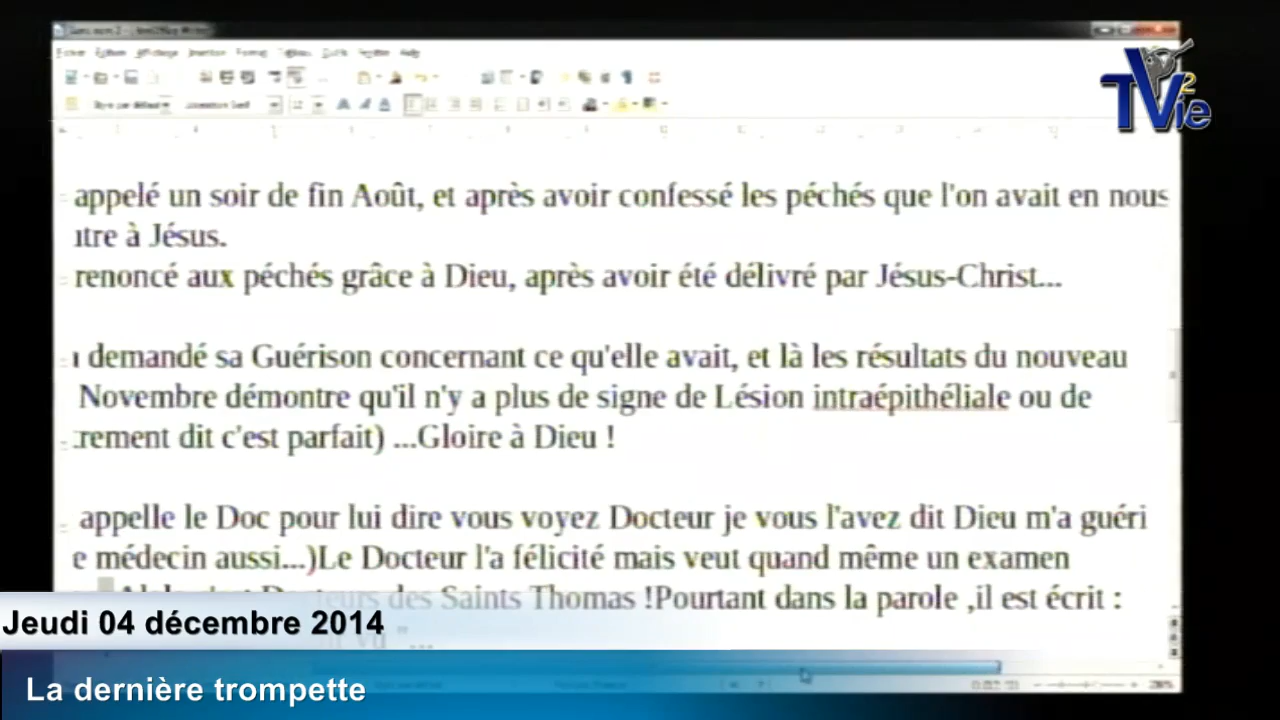 TV2Vie
appelé un soir de fin Août, et après avoir confessé les péchés que l'on avait en nous
tre à Jésus.
renoncé aux péchés grâce à Dieu, après avoir été délivré par Jésus-Christ...
demandé sa Guérison concernant ce qu'elle avait, et là les résultats du nouveau
Novembre démontre qu'il n'y a plus de signe de Lésion intraépithéliale ou de
rement dit c'est parfait) ...Gloire à Dieu !
appelle le Doc pour lui dire vous voyez Docteur je vous l'avez dit Dieu m'a guéri
e médecin aussi...)Le Docteur l'a félicité mais veut quand même un examen
des Saints Thomas !Pourtant dans la parole ,il est écrit :
Jeudi 04 décembre 2014
La dernière trompette